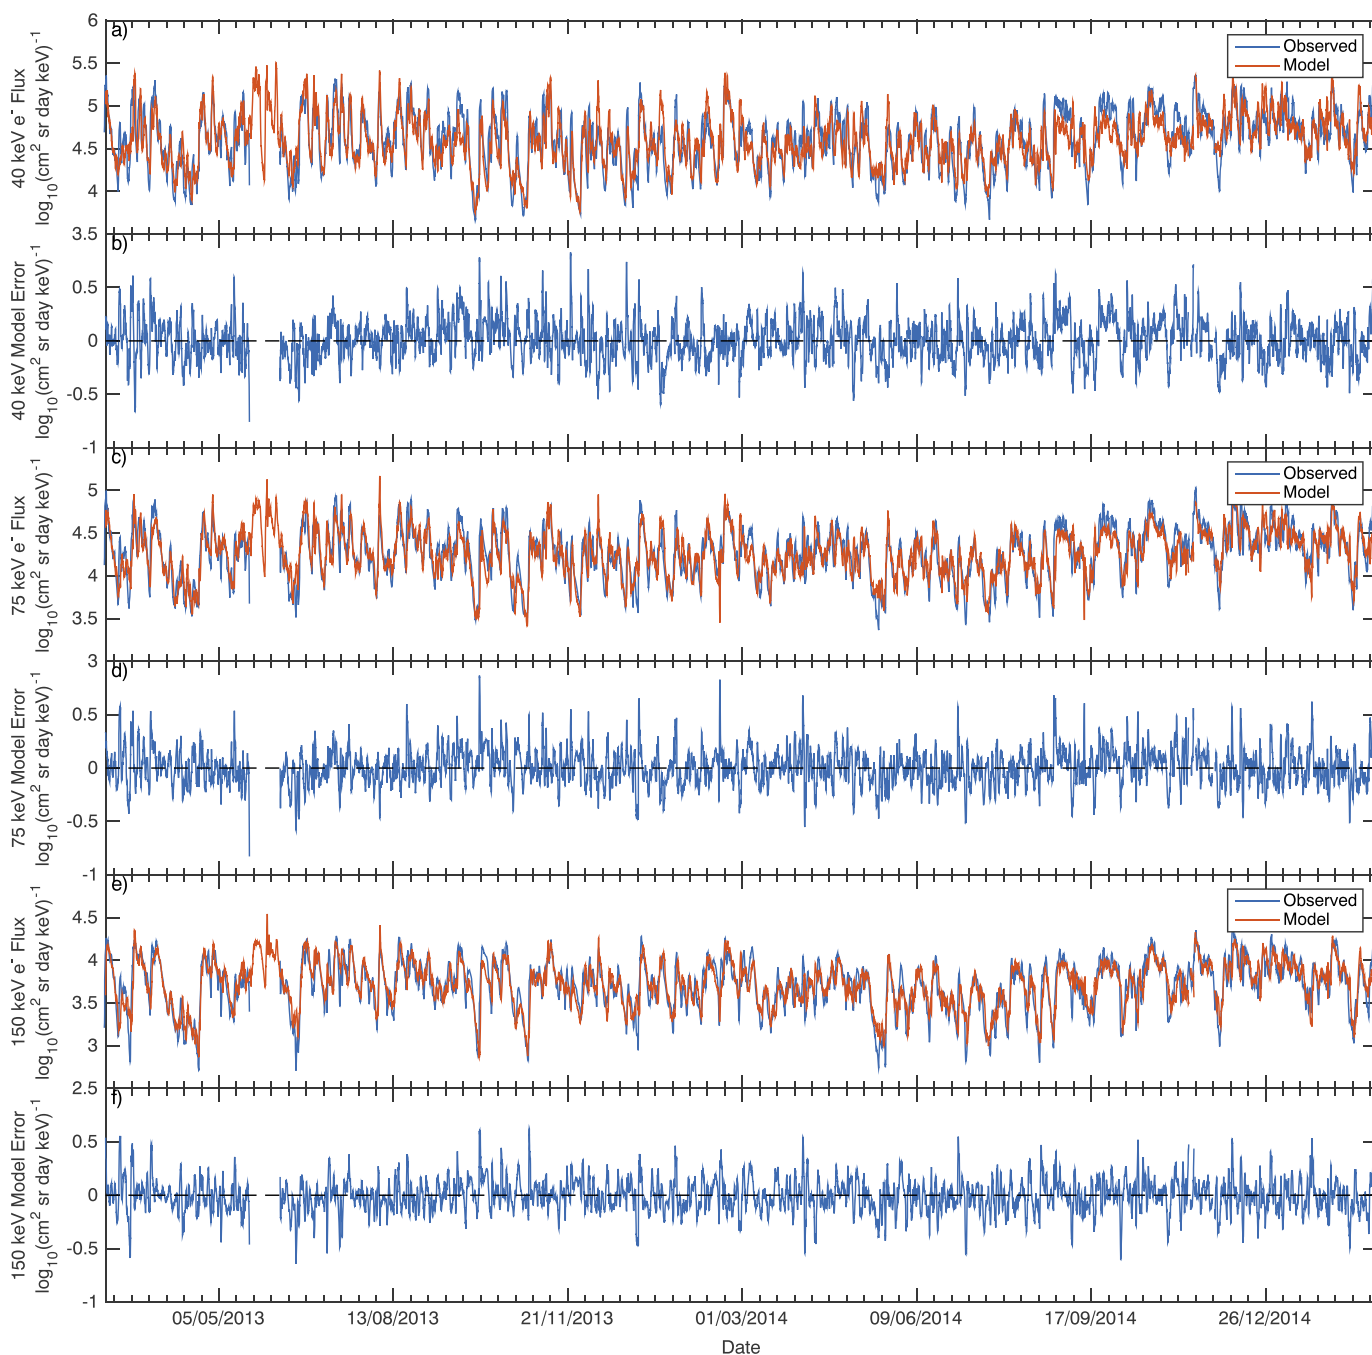 a)
40 keV e⁻ Flux
log₁₀(cm² sr day keV)⁻¹
6
5.5
5
4.5
4
3.5
Observed
Model
b)
40 keV Model Error
log₁₀(cm² sr day keV)⁻¹
0.5
0
-0.5
-1
c)
75 keV e⁻ Flux
log₁₀(cm² sr day keV)⁻¹
5
4.5
4
3.5
3
Observed
Model
d)
75 keV Model Error
log₁₀(cm² sr day keV)⁻¹
0.5
0
-0.5
-1
e)
150 keV e⁻ Flux
log₁₀(cm² sr day keV)⁻¹
4.5
4
3.5
3
2.5
Observed
Model
f)
150 keV Model Error
log₁₀(cm² sr day keV)⁻¹
0.5
0
-0.5
-1
05/05/2013 13/08/2013 21/11/2013 01/03/2014 09/06/2014 17/09/2014 26/12/2014
Date